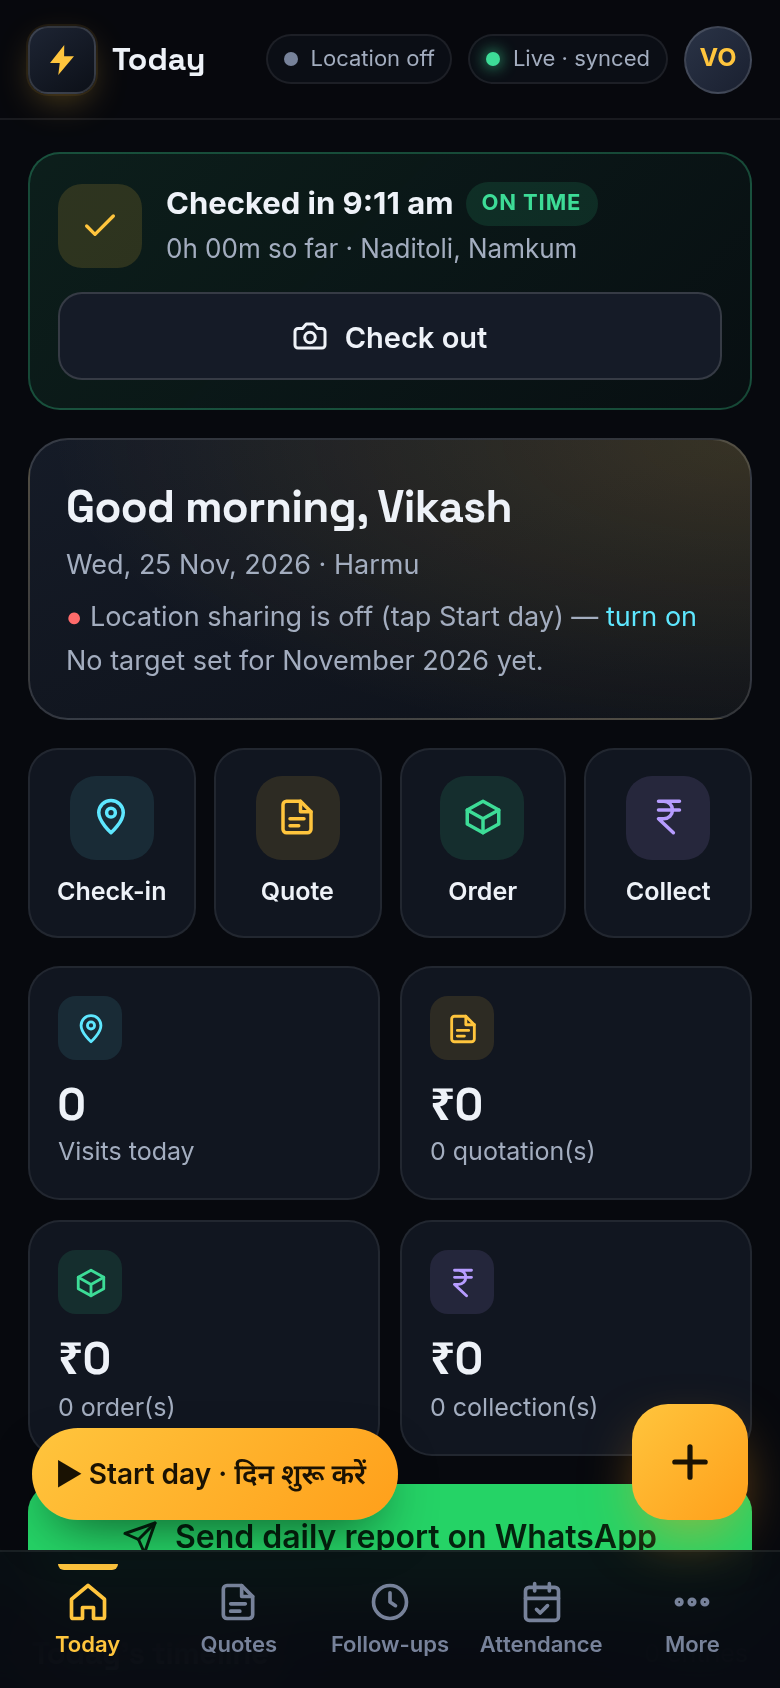 Today
Location off
Live · synced
VO
Checked in 9:11 am ON TIME
0h 00m so far · Naditoli, Namkum
Check out
Good morning, Vikash
Wed, 25 Nov, 2026 · Harmu
Location sharing is off (tap Start day) — turn on
No target set for November 2026 yet.
Check-in
Quote
Order
Collect
0
Visits today
₹0
0 quotation(s)
₹0
0 order(s)
₹0
0 collection(s)
Start day · दिन शुरू करें
Send daily report on WhatsApp
Today
Quotes
Follow-ups
Attendance
More